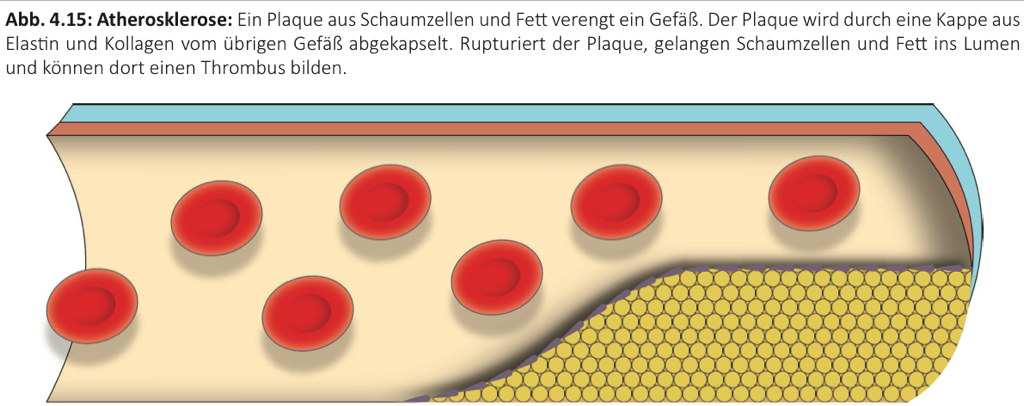 Abb. 4.15: Atherosklerose: Ein Plaque aus Schaumzellen und Fett verengt ein Gefäß. Der Plaque wird durch eine Kappe aus
Elastin und Kollagen vom übrigen Gefäß abgekapselt. Rupturiert der Plaque, gelangen Schaumzellen und Fett ins Lumen
und können dort einen Thrombus bilden.